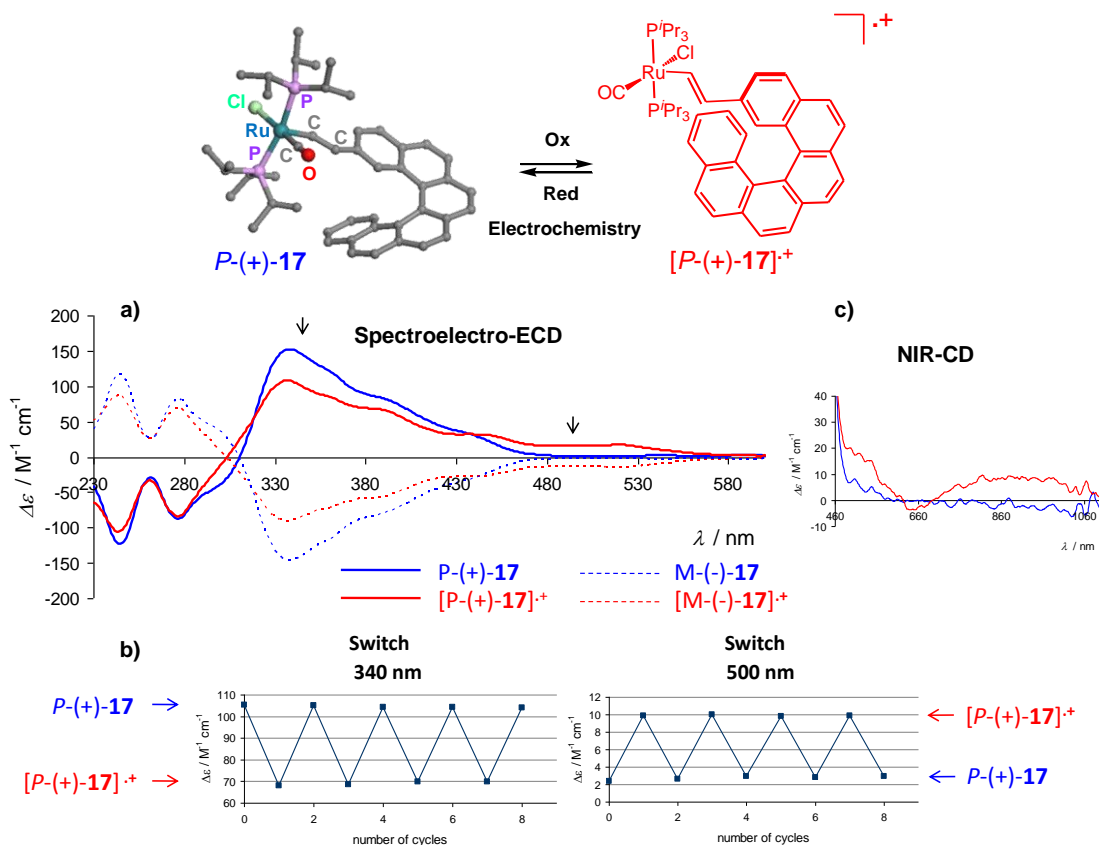 P
Cl
Ru
C
C
P
C
O
P-(+)-17
Ox
Red
Electrochemistry
PⁱPr₃
Cl
Ru
OC
PⁱPr₃
•+
[P-(+)-17]•+
a)
Spectroelectro-ECD
200
150
100
50
0
-50
-100
-150
-200
230 280 330 380 430 480 530 580
Δε / M⁻¹ cm⁻¹
λ / nm
P-(+)-17
M-(-)-17
[P-(+)-17]•+
[M-(-)-17]•+
c)
NIR-CD
40
30
20
10
0
-10
460 660 860 1060
Δε / M⁻¹ cm⁻¹
λ / nm
b)
Switch
340 nm
P-(+)-17
[P-(+)-17]•+
110
100
90
80
70
60
0 2 4 6 8
Δε / M⁻¹ cm⁻¹
number of cycles
Switch
500 nm
12
10
8
6
4
2
0
0 2 4 6 8
Δε / M⁻¹ cm⁻¹
number of cycles
[P-(+)-17]•+
P-(+)-17